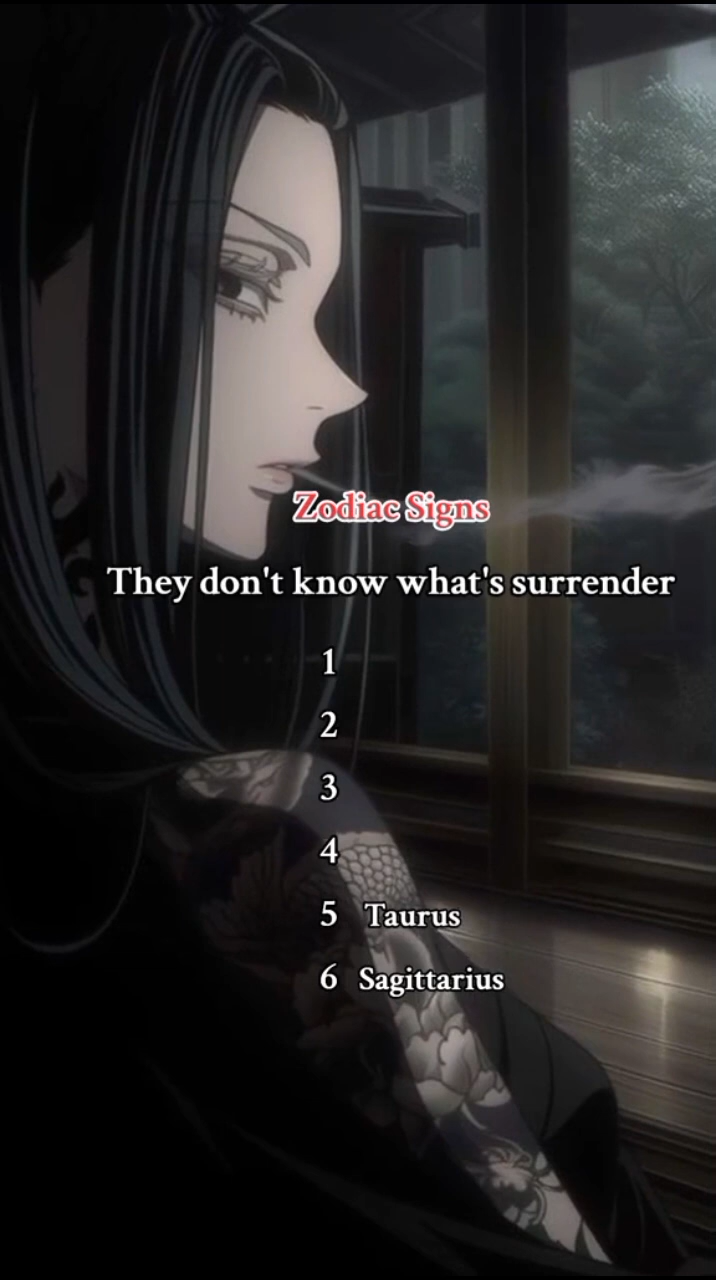 Zodiac Signs
They don't know what's surrender
1
2
3
4
5 Taurus
6 Sagittarius